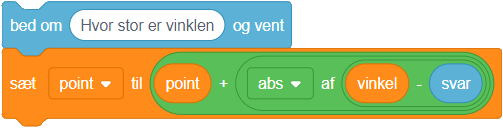 bed om Hvor stor er vinklen og vent
sæt point til point + abs af vinkel - svar